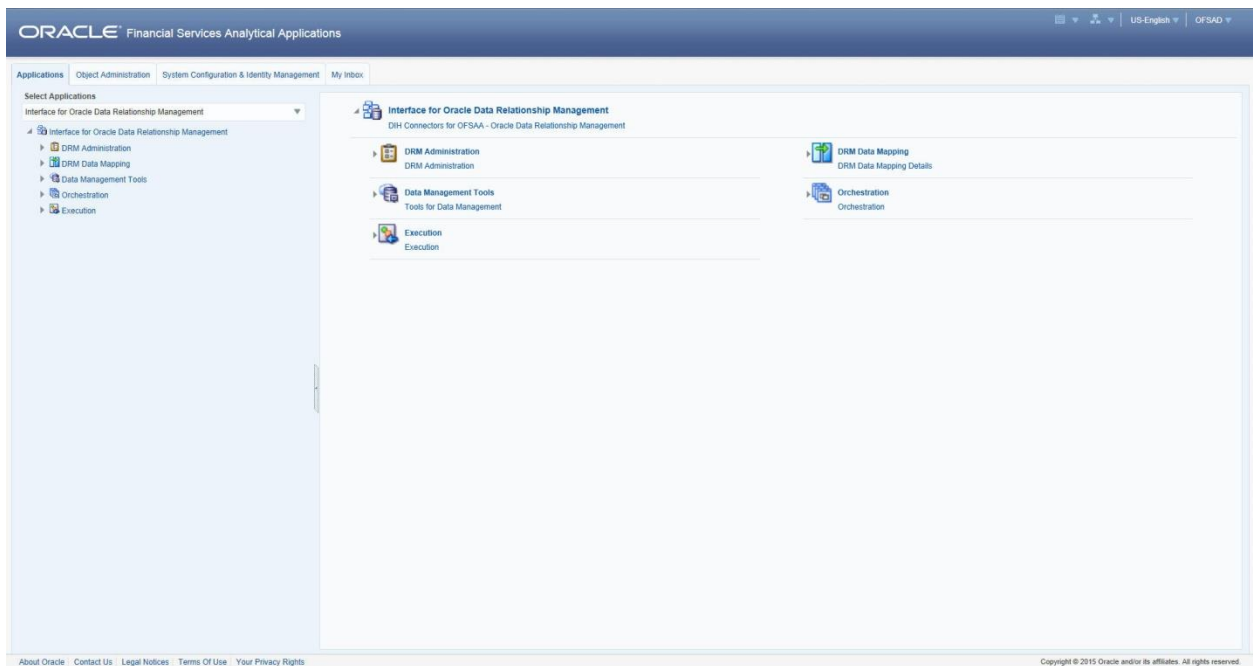 ORACLE® Financial Services Analytical Applications
US-English
OFSAD
Applications Object Administration System Configuration & Identity Management My Inbox
Select Applications
Interface for Oracle Data Relationship Management
Interface for Oracle Data Relationship Management
DRM Administration
DRM Data Mapping
Data Management Tools
Orchestration
Execution
Interface for Oracle Data Relationship Management
DIH Connectors for OFSAA - Oracle Data Relationship Management
DRM Administration
DRM Administration
DRM Data Mapping
DRM Data Mapping Details
Data Management Tools
Tools for Data Management
Orchestration
Orchestration
Execution
Execution
About Oracle Contact Us Legal Notices Terms Of Use Your Privacy Rights
Copyright © 2015 Oracle and/or its affiliates. All rights reserved.